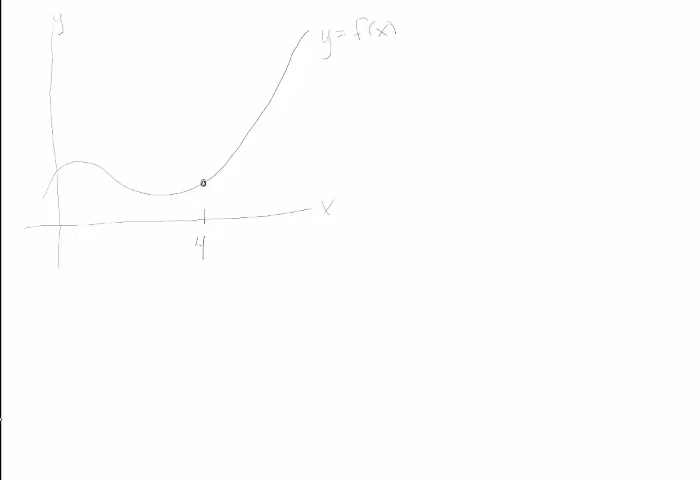 y
y = f(x)
x
4